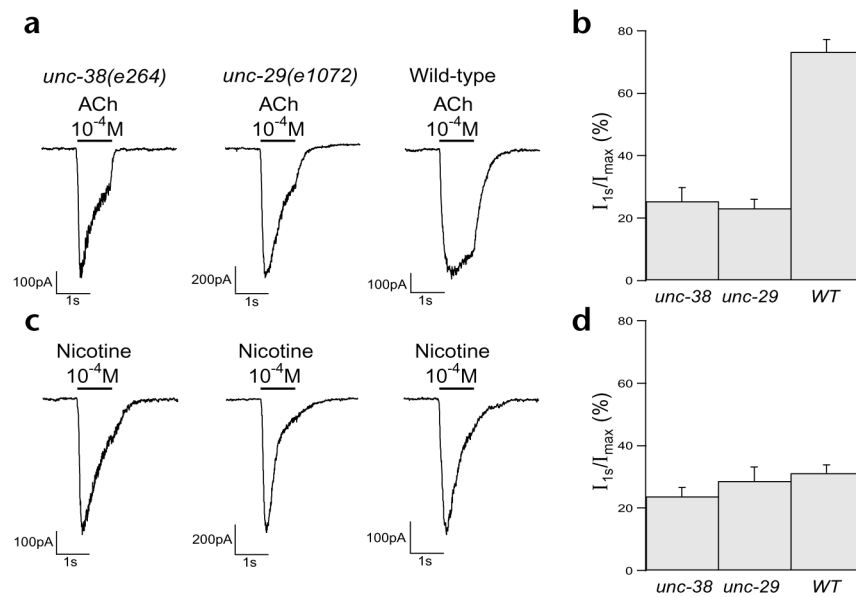 a
unc-38(e264)
unc-29(e1072)
Wild-type
ACh
10⁻⁴M
ACh
10⁻⁴M
ACh
10⁻⁴M
100pA
1s
200pA
1s
100pA
1s
b
80
60
40
20
0
I1s/Imax (%)
unc-38 unc-29 WT
c
Nicotine
10⁻⁴M
Nicotine
10⁻⁴M
Nicotine
10⁻⁴M
100pA
1s
200pA
1s
100pA
1s
d
80
60
40
20
0
I1s/Imax (%)
unc-38 unc-29 WT